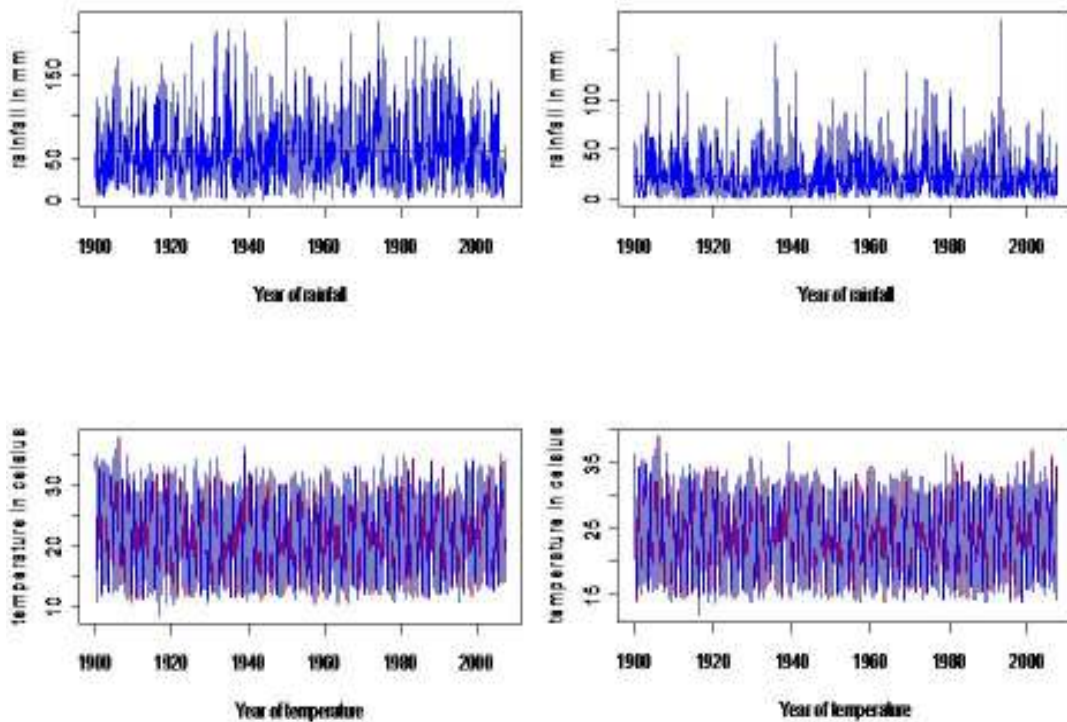 rainfall in mm
150
50
0
1900 1920 1940 1960 1980 2000
Year of rainfall
rainfall in mm
100
50
0
1900 1920 1940 1960 1980 2000
Year of rainfall
temperature in celsius
30
20
10
1900 1920 1940 1960 1980 2000
Year of temperature
temperature in celsius
35
25
15
1900 1920 1940 1960 1980 2000
Year of temperature